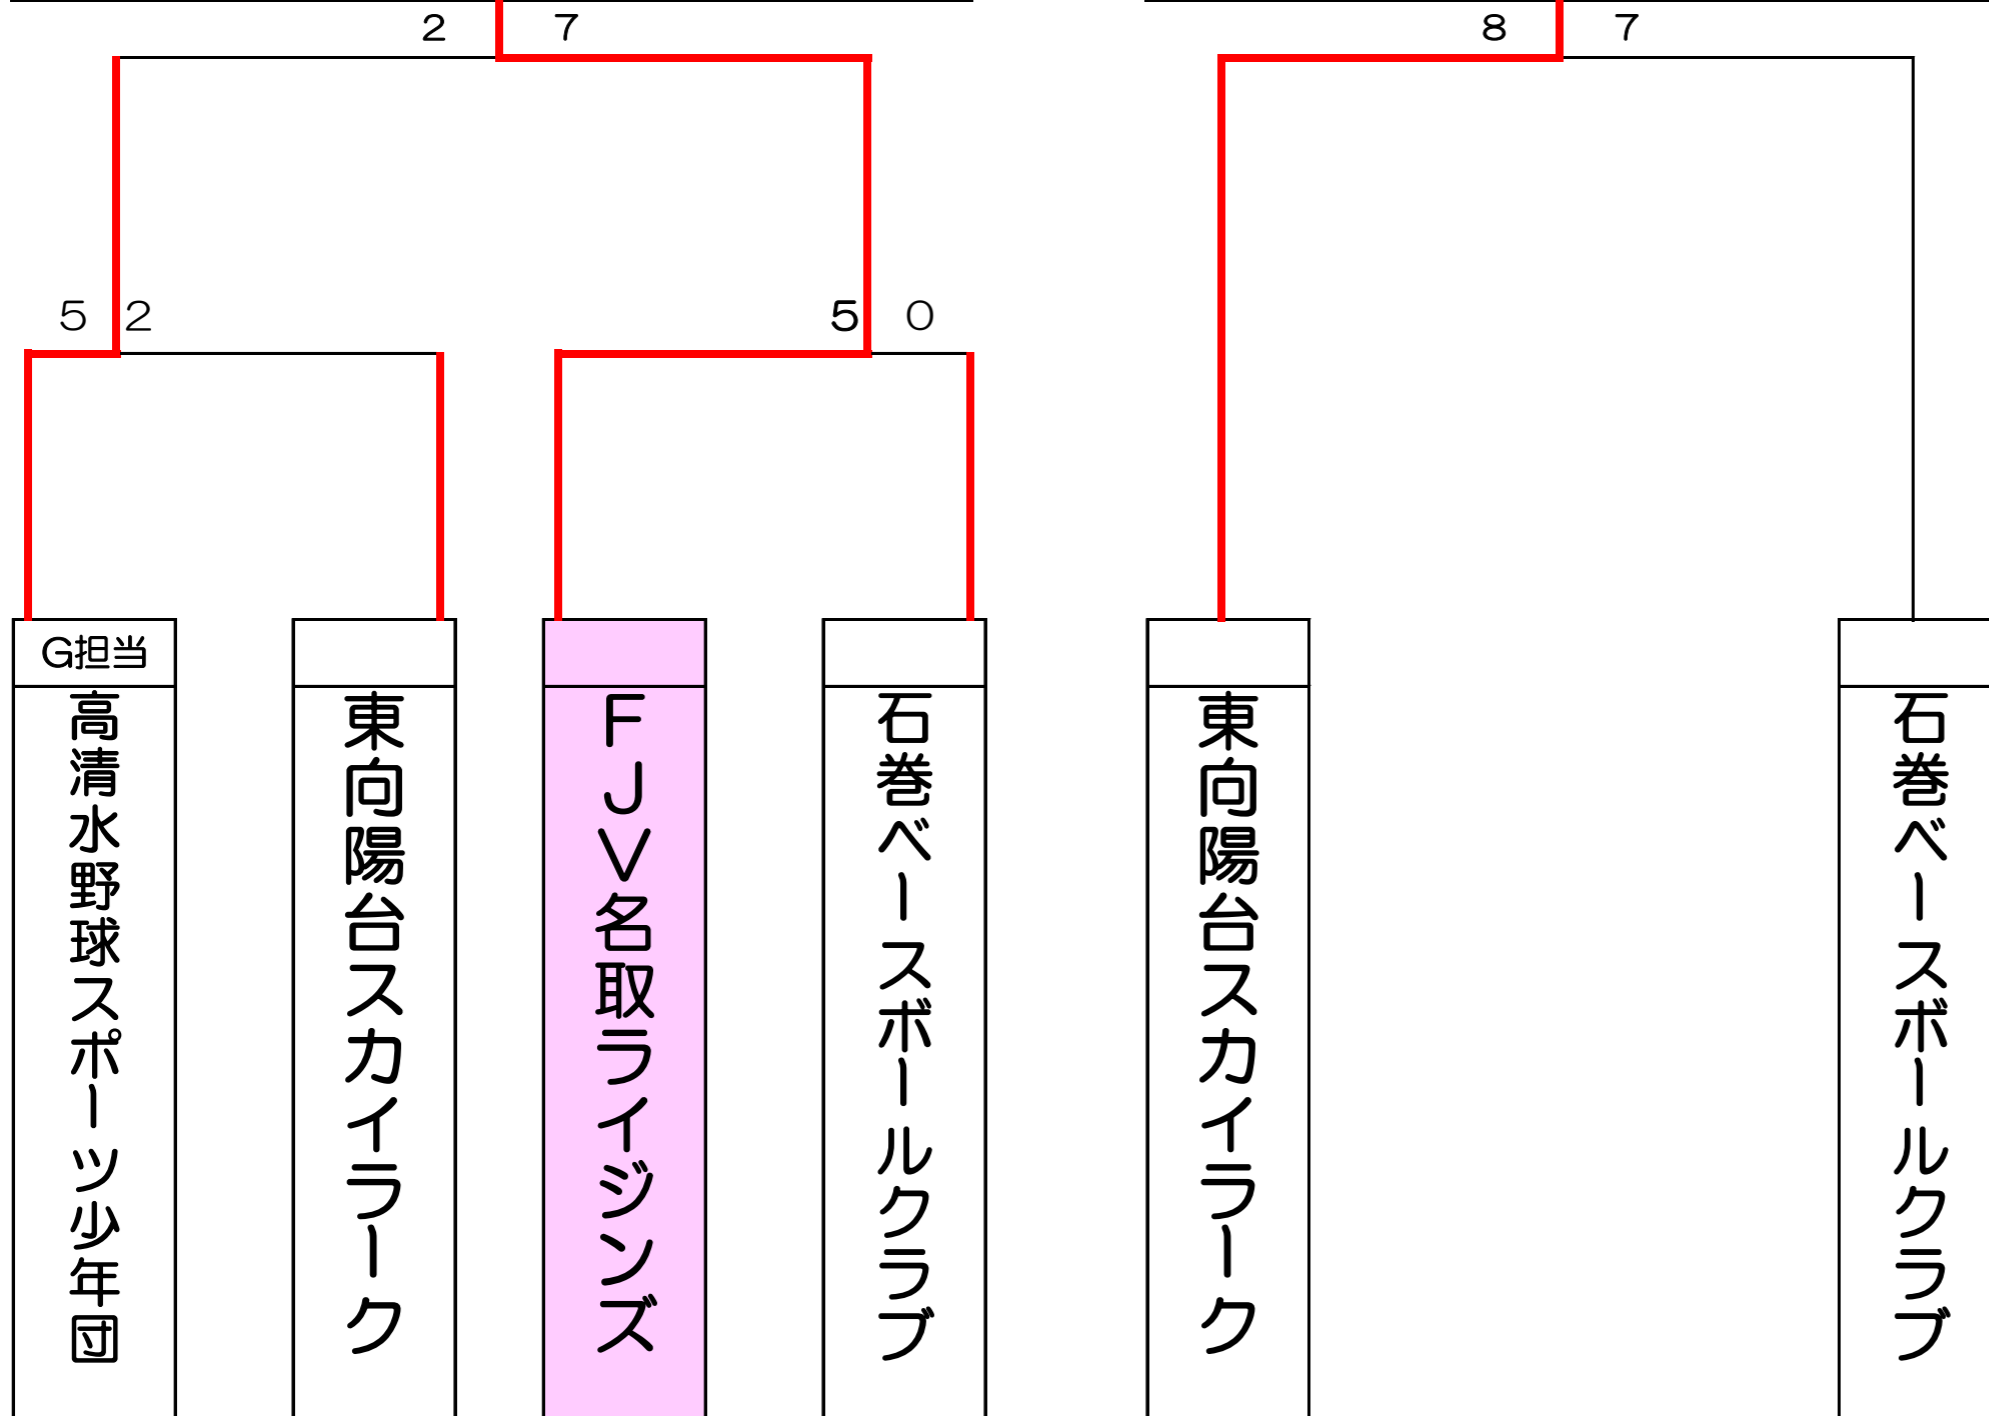 2 7
8 7
5 2
5 0
G担当
高清水野球スポーツ少年団
東向陽台スカイラーク
FJV名取ライジンズ
石巻ベースボールクラブ
東向陽台スカイラーク
石巻ベースボールクラブ